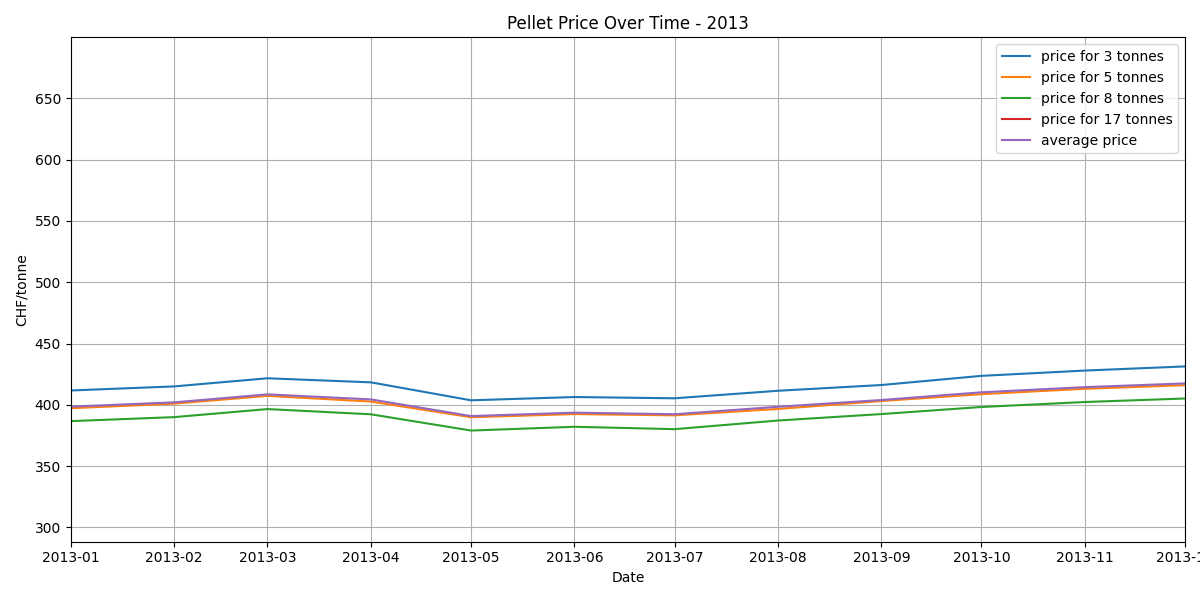 Pellet Price Over Time - 2013
price for 3 tonnes
price for 5 tonnes
price for 8 tonnes
price for 17 tonnes
average price
CHF/tonne
650
600
550
500
450
400
350
300
2013-01 2013-02 2013-03 2013-04 2013-05 2013-06 2013-07 2013-08 2013-09 2013-10 2013-11 2013-1
Date